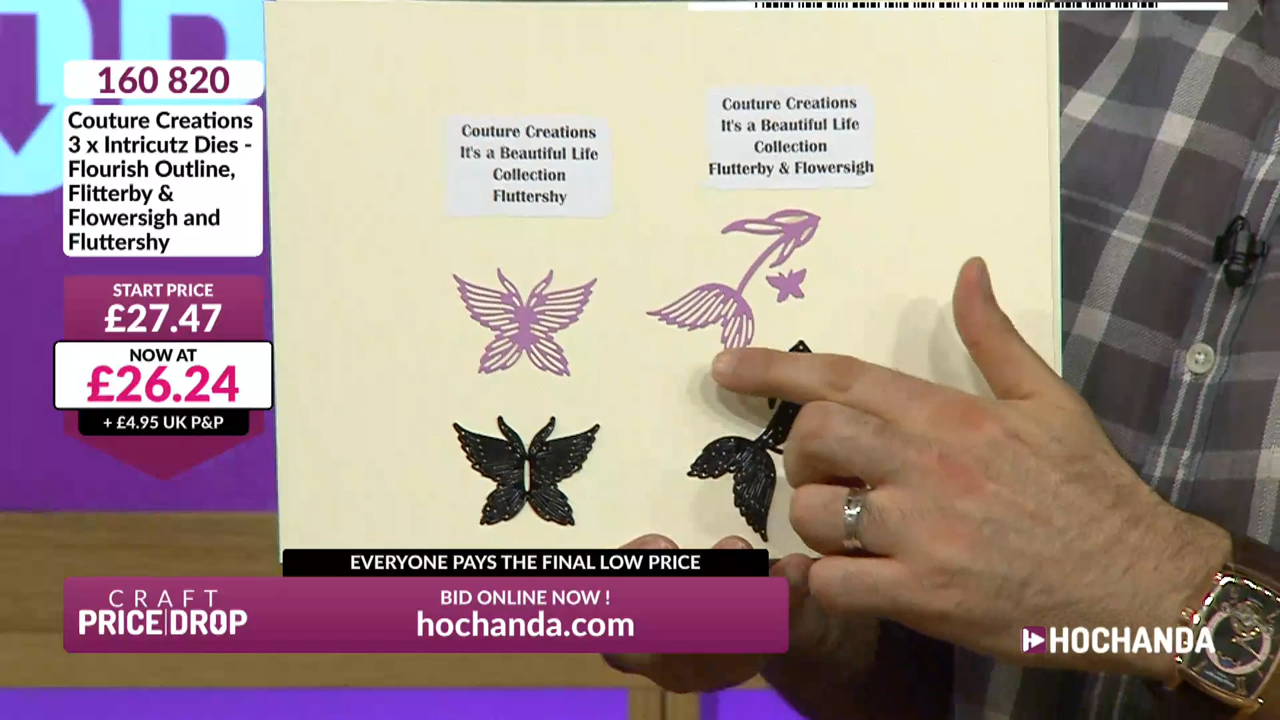 160 820
Couture Creations
3 x Intricutz Dies -
Flourish Outline,
Flitterby &
Flowersigh and
Fluttershy
START PRICE
£27.47
NOW AT
£26.24
+ £4.95 UK P&P
Couture Creations
It's a Beautiful Life
Collection
Fluttershy
Couture Creations
It's a Beautiful Life
Collection
Flutterby & Flowersigh
EVERYONE PAYS THE FINAL LOW PRICE
CRAFT
PRICE DROP
BID ONLINE NOW !
hochanda.com
HOCHANDA